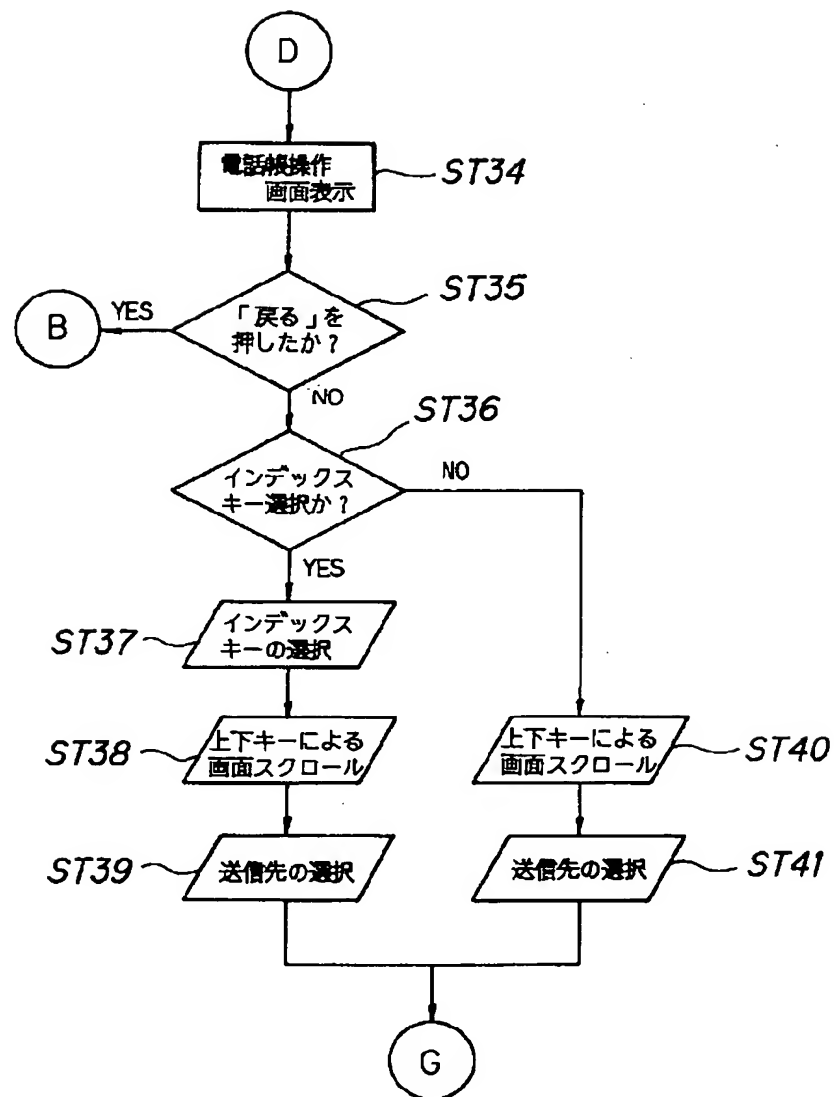 D
電話帳操作
画面表示
ST34
「戻る」を
押したか?
ST35
YES
B
NO
ST36
インデックス
キー選択か?
NO
YES
インデックス
キーの選択
ST37
上下キーによる
画面スクロール
ST38
上下キーによる
画面スクロール
ST40
送信先の選択
ST39
送信先の選択
ST41
G